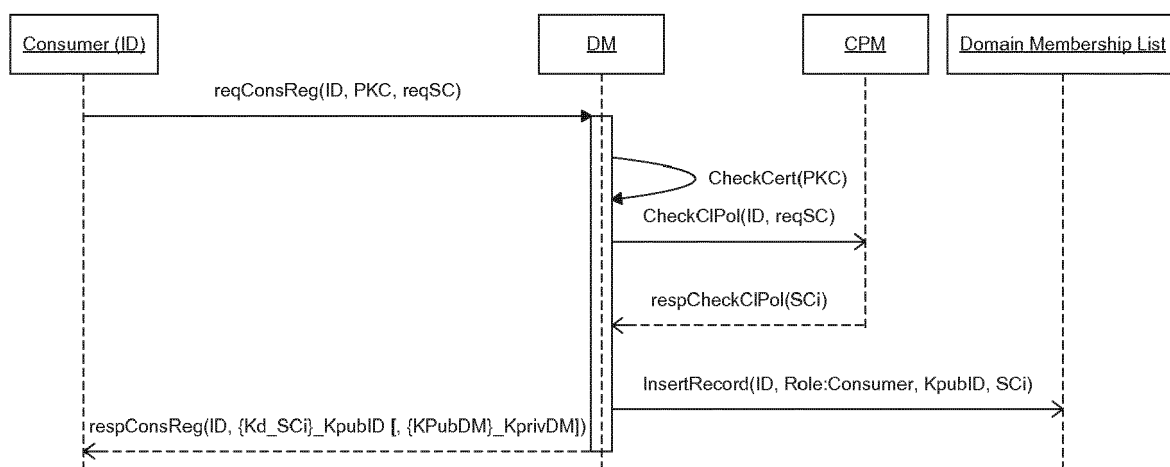 Consumer (ID)
DM
CPM
Domain Membership List
reqConsReg(ID, PKC, reqSC)
CheckCert(PKC)
CheckClPol(ID, reqSC)
respCheckClPol(SCi)
InsertRecord(ID, Role:Consumer, KpubID, SCi)
respConsReg(ID, {Kd_SCi}_KpubID [, {KPubDM}_KprivDM])